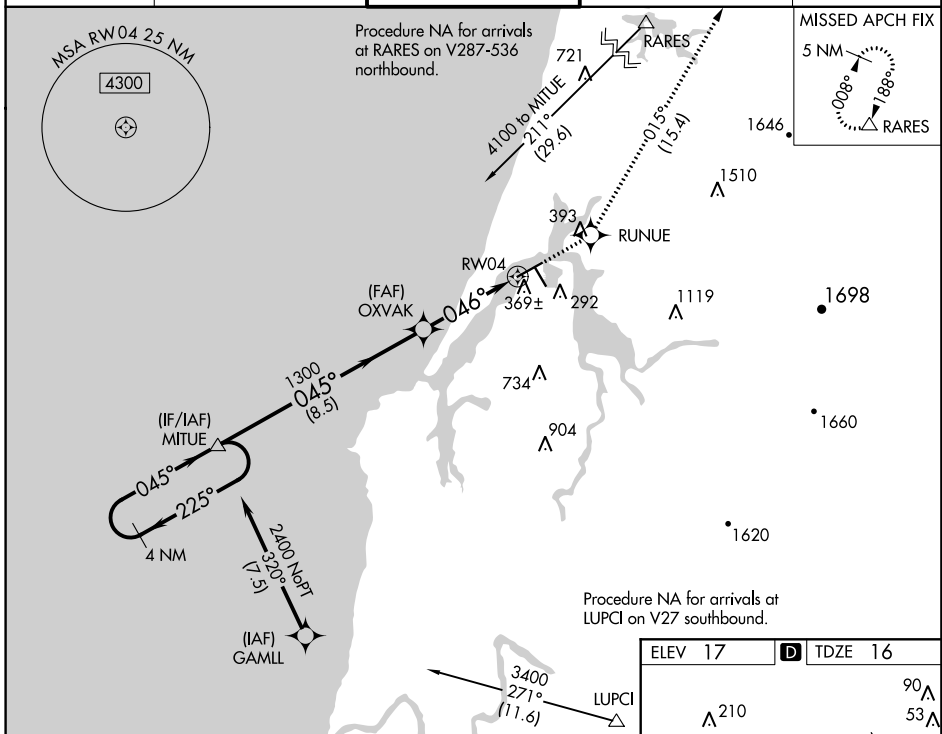 MSA RW04 25 NM
4300
Procedure NA for arrivals
at RARES on V287-536
northbound.
RARES
721
4100 to MITUE
211°
(29.6)
015°
(15.4)
MISSED APCH FIX
5 NM
008°
188°
RARES
1646
1510
393
RUNUE
RW04
369±
292
1119
1698
(FAF)
OXVAK
046°
1300
045°
(8.5)
734
904
1660
(IF/IAF)
MITUE
045°
225°
4 NM
2400 NoPT
320°
(7.5)
1620
(IAF)
GAMLL
Procedure NA for arrivals at
LUPCI on V27 southbound.
3400
271°
(11.6)
LUPCI
ELEV 17
D
TDZE 16
90
210
53